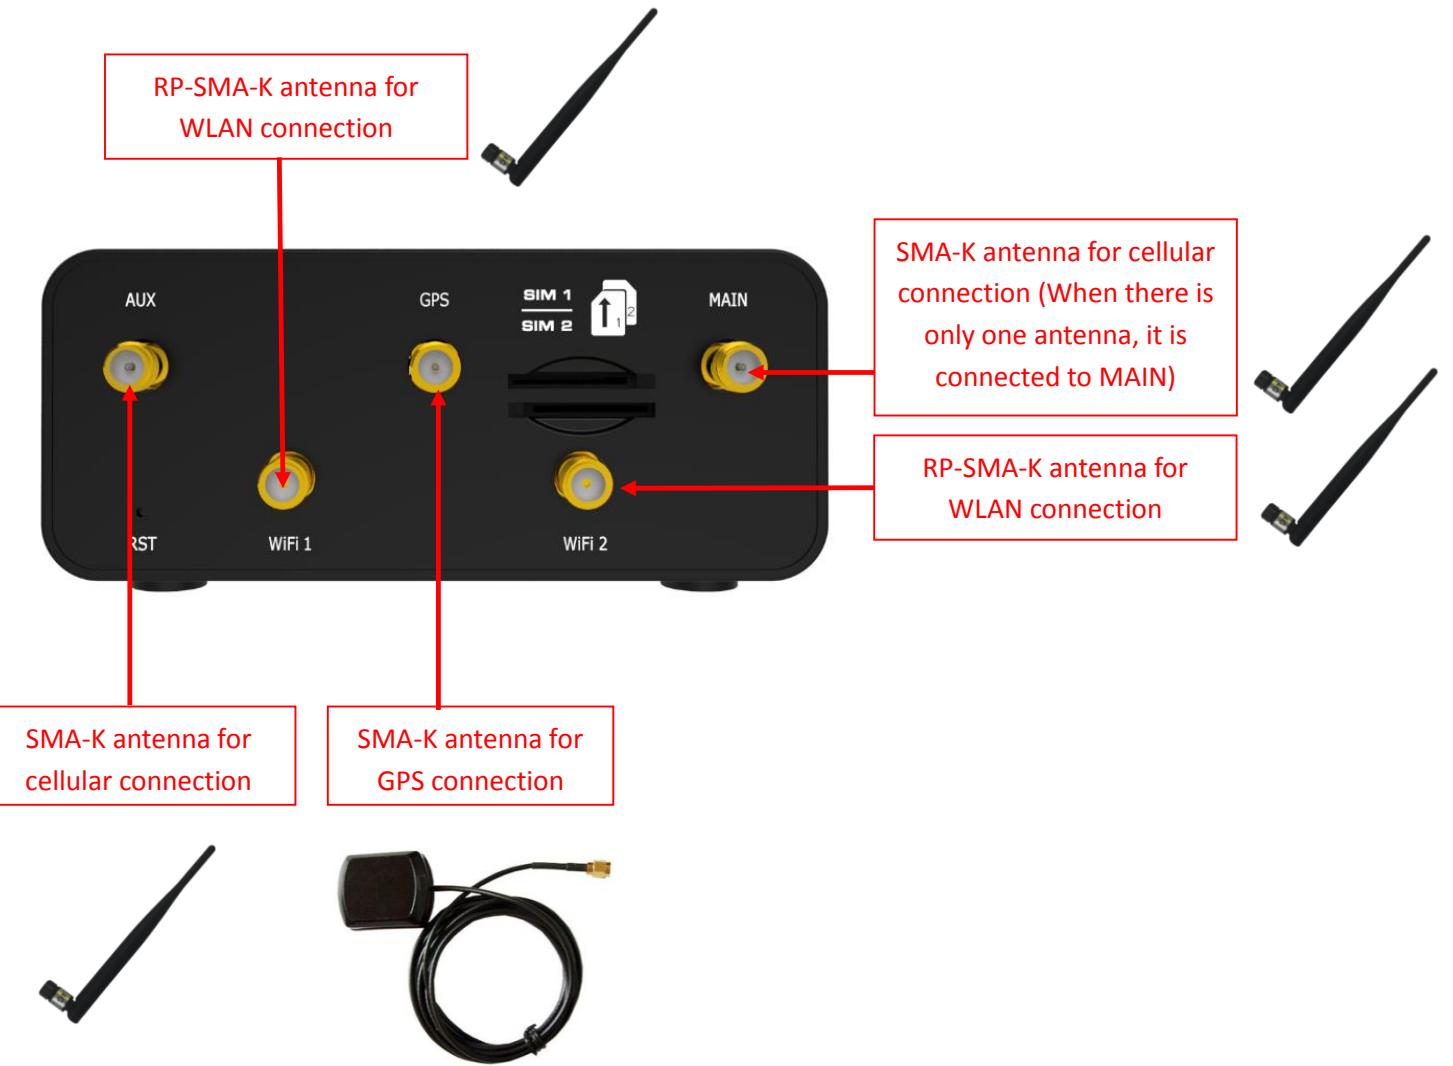 RP-SMA-K antenna for
WLAN connection
SMA-K antenna for cellular
connection (When there is
only one antenna, it is
connected to MAIN)
AUX
GPS
SIM 1
SIM 2
1
2
MAIN
RP-SMA-K antenna for
WLAN connection
RST
WiFi 1
WiFi 2
SMA-K antenna for
cellular connection
SMA-K antenna for
GPS connection